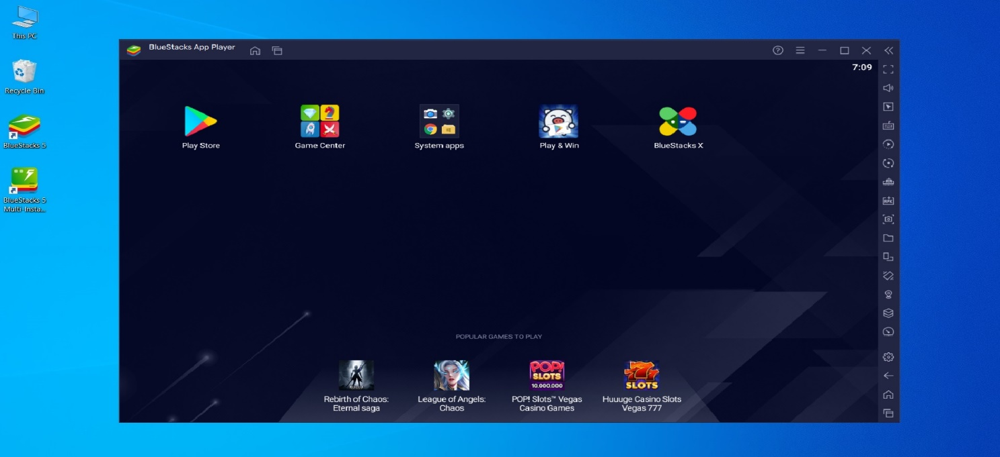 This PC
Recycle Bin
BlueStacks 5
BlueStacks 5
Multi-Insta...
BlueStacks App Player
7:09
Play Store
Game Center
System apps
Play & Win
BlueStacks X
POPULAR GAMES TO PLAY
POP!
SLOTS
10.000.000
777
SLOTS
Rebirth of Chaos:
Eternal saga
League of Angels:
Chaos
POP! Slots™ Vegas
Casino Games
Huuuge Casino Slots
Vegas 777